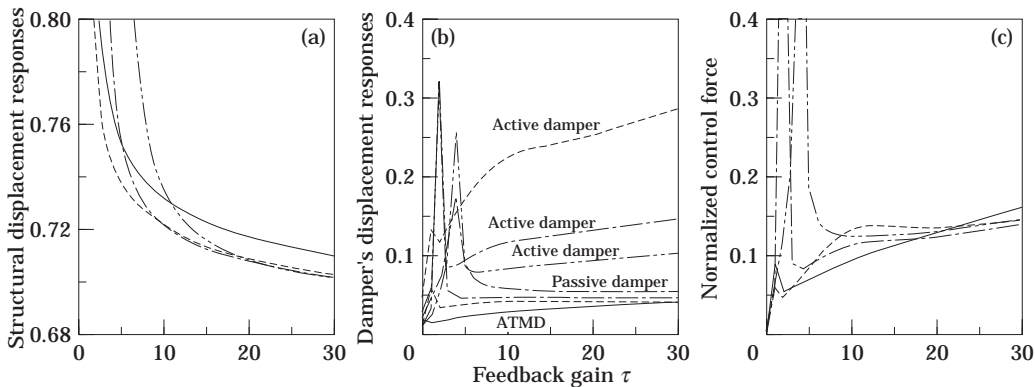 Structural displacement responses
0.80
0.76
0.72
0.68
0
10
20
30
(a)
Damper's displacement responses
0.4
0.3
0.2
0.1
0
10
20
30
(b)
Active damper
Active damper
Active damper
Passive damper
ATMD
Feedback gain τ
Normalized control force
0.4
0.3
0.2
0.1
0
10
20
30
(c)